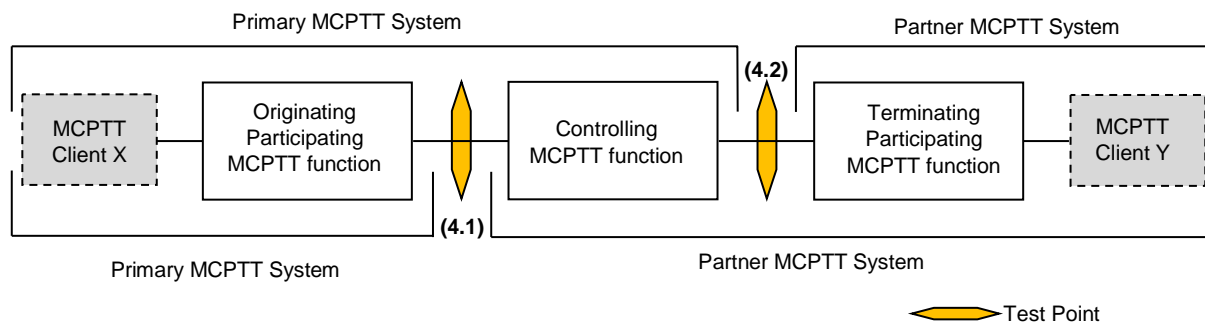 Primary MCPTT System
Partner MCPTT System
(4.2)
MCPTT
Client X
Originating
Participating
MCPTT function
Controlling
MCPTT function
Terminating
Participating
MCPTT function
MCPTT
Client Y
(4.1)
Primary MCPTT System
Partner MCPTT System
Test Point